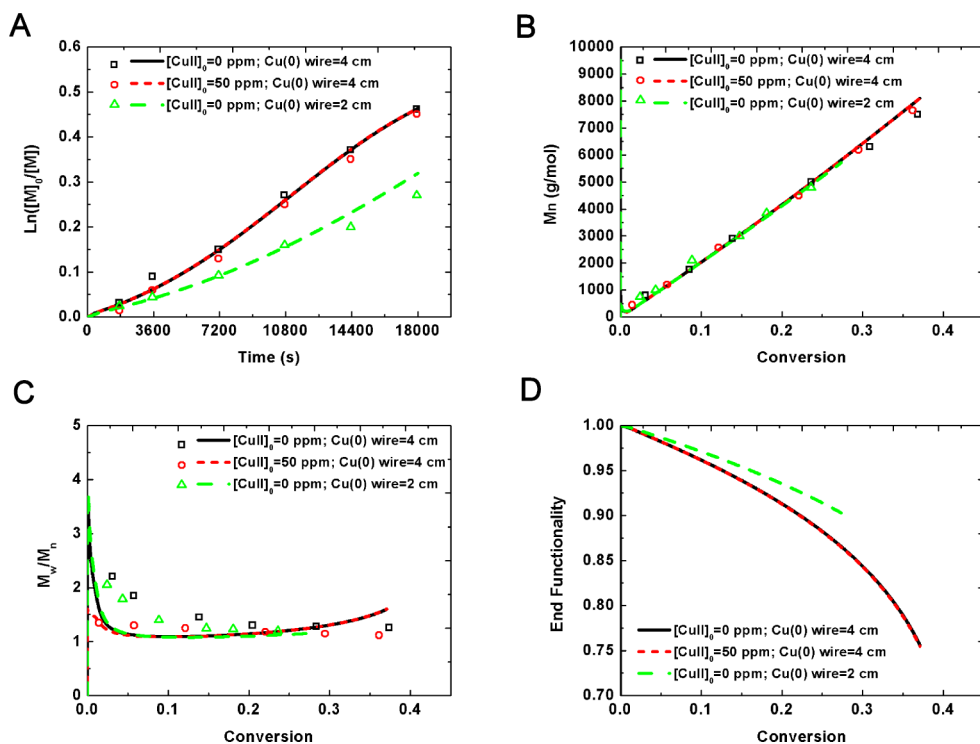 A
0.6
0.5
0.4
0.3
0.2
0.1
0.0
Ln([M]₀/[M])
[CuII]₀=0 ppm; Cu(0) wire=4 cm
[CuII]₀=50 ppm; Cu(0) wire=4 cm
[CuII]₀=0 ppm; Cu(0) wire=2 cm
0 3600 7200 10800 14400 18000
Time (s)
B
10000
9000
8000
7000
6000
5000
4000
3000
2000
1000
0
Mn (g/mol)
[CuII]₀=0 ppm; Cu(0) wire=4 cm
[CuII]₀=50 ppm; Cu(0) wire=4 cm
[CuII]₀=0 ppm; Cu(0) wire=2 cm
0.0 0.1 0.2 0.3 0.4
Conversion
C
5
4
3
2
1
0
Mw/Mn
[CuII]₀=0 ppm; Cu(0) wire=4 cm
[CuII]₀=50 ppm; Cu(0) wire=4 cm
[CuII]₀=0 ppm; Cu(0) wire=2 cm
0.0 0.1 0.2 0.3 0.4
Conversion
D
1.00
0.95
0.90
0.85
0.80
0.75
0.70
End Functionality
[CuII]₀=0 ppm; Cu(0) wire=4 cm
[CuII]₀=50 ppm; Cu(0) wire=4 cm
[CuII]₀=0 ppm; Cu(0) wire=2 cm
0.0 0.1 0.2 0.3 0.4
Conversion